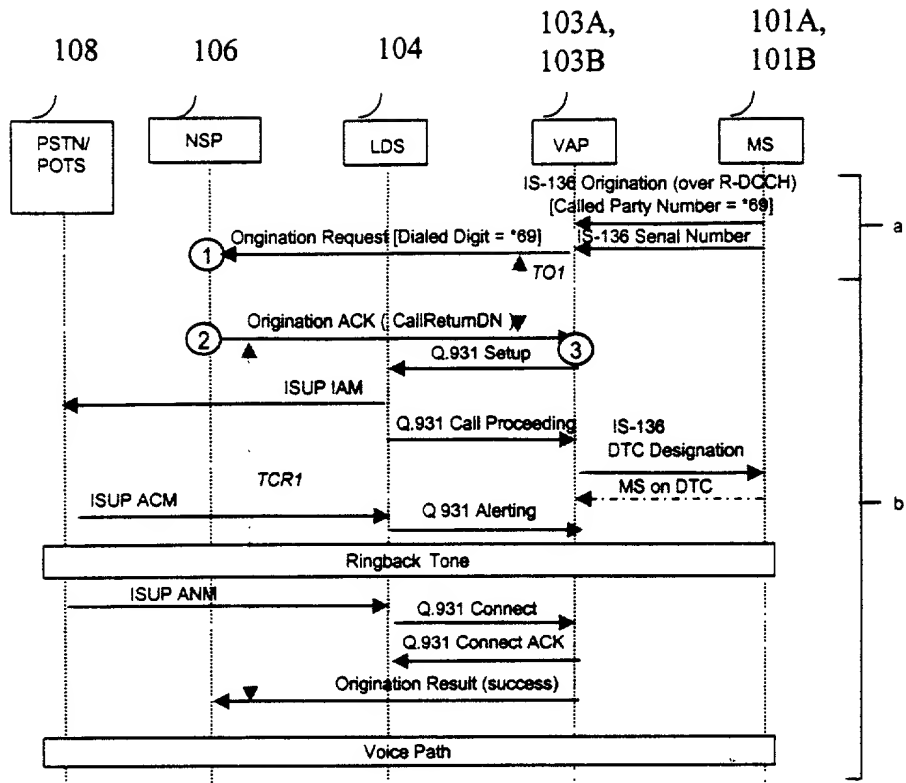 103A, 101A,
108 106 104 103B 101B
PSTN/
POTS
NSP
LDS
VAP
MS
IS-136 Origination (over R-DCCH)
[Called Party Number = *69]
a
Origination Request [Dialed Digit = *69]
IS-136 Serial Number
1
TO1
Origination ACK ( CallReturnDN )
2
3
Q.931 Setup
ISUP IAM
Q.931 Call Proceeding
IS-136
DTC Designation
TCR1
MS on DTC
b
ISUP ACM
Q 931 Alerting
Ringback Tone
ISUP ANM
Q.931 Connect
Q.931 Connect ACK
Origination Result (success)
Voice Path